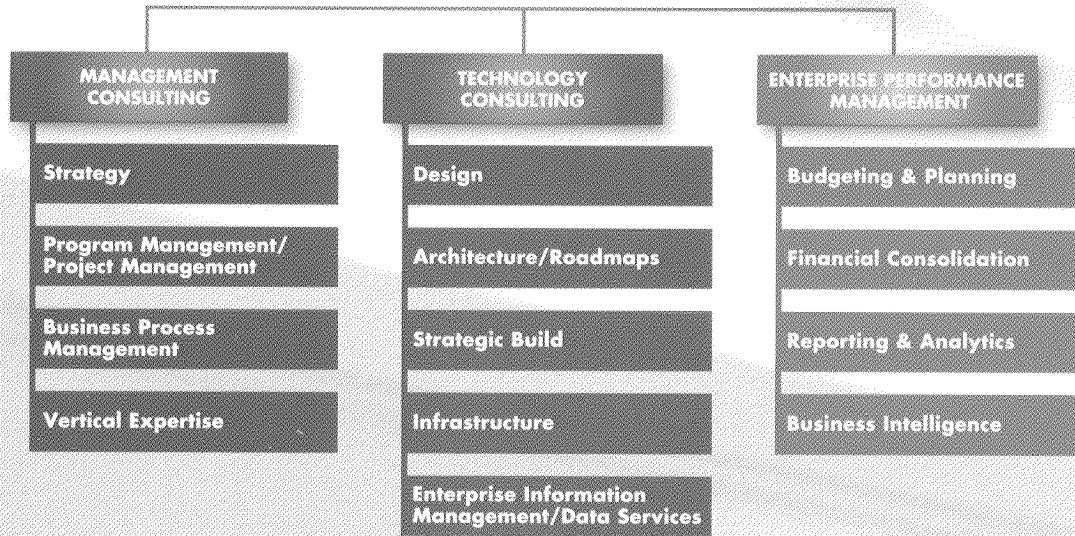 MANAGEMENT
CONSULTING
Strategy
Program Management/
Project Management
Business Process
Management
Vertical Expertise
TECHNOLOGY
CONSULTING
Design
Architecture/Roadmaps
Strategic Build
Infrastructure
Enterprise Information
Management/Data Services
ENTERPRISE PERFORMANCE
MANAGEMENT
Budgeting & Planning
Financial Consolidation
Reporting & Analytics
Business Intelligence